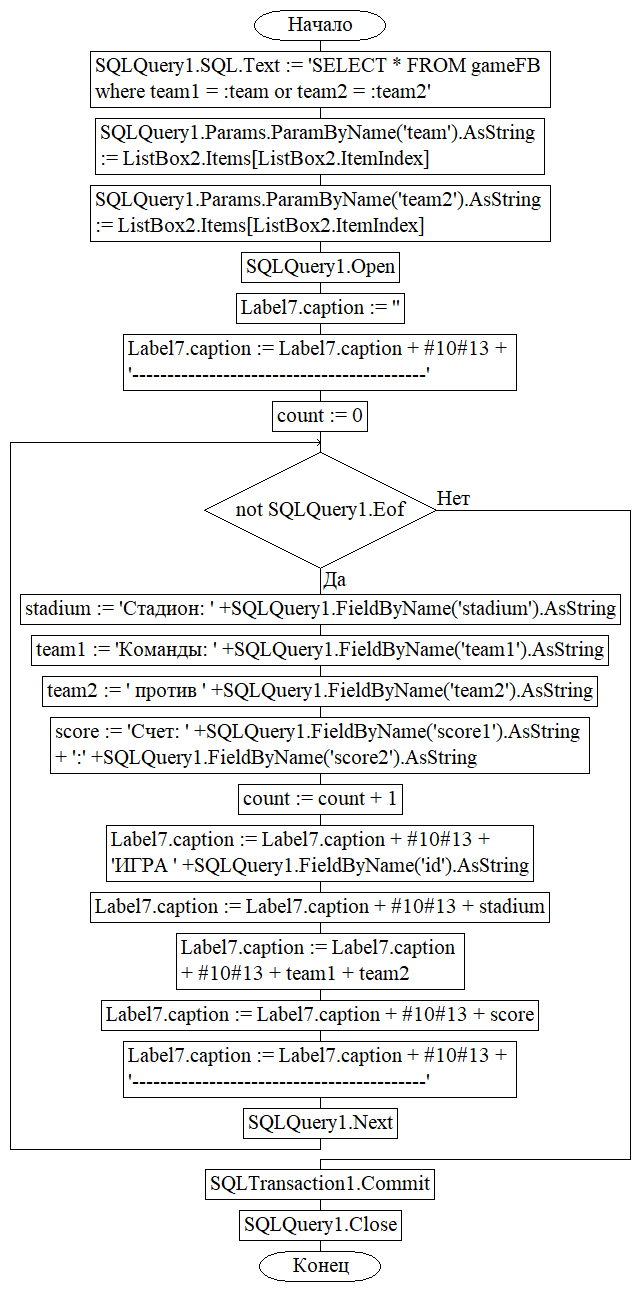 Начало
SQLQuery1.SQL.Text := 'SELECT * FROM gameFB
where team1 = :team or team2 = :team2'
SQLQuery1.Params.ParamByName('team').AsString
:= ListBox2.Items[ListBox2.ItemIndex]
SQLQuery1.Params.ParamByName('team2').AsString
:= ListBox2.Items[ListBox2.ItemIndex]
SQLQuery1.Open
Label7.caption := ''
Label7.caption := Label7.caption + #10#13 +
'------------------------------------------'
count := 0
not SQLQuery1.Eof
Нет
Да
stadium := 'Стадион: ' +SQLQuery1.FieldByName('stadium').AsString
team1 := 'Команды: ' +SQLQuery1.FieldByName('team1').AsString
team2 := ' против ' +SQLQuery1.FieldByName('team2').AsString
score := 'Счет: ' +SQLQuery1.FieldByName('score1').AsString
+ ':' +SQLQuery1.FieldByName('score2').AsString
count := count + 1
Label7.caption := Label7.caption + #10#13 +
'ИГРА ' +SQLQuery1.FieldByName('id').AsString
Label7.caption := Label7.caption + #10#13 + stadium
Label7.caption := Label7.caption
+ #10#13 + team1 + team2
Label7.caption := Label7.caption + #10#13 + score
Label7.caption := Label7.caption + #10#13 +
'------------------------------------------'
SQLQuery1.Next
SQLTransaction1.Commit
SQLQuery1.Close
Конец